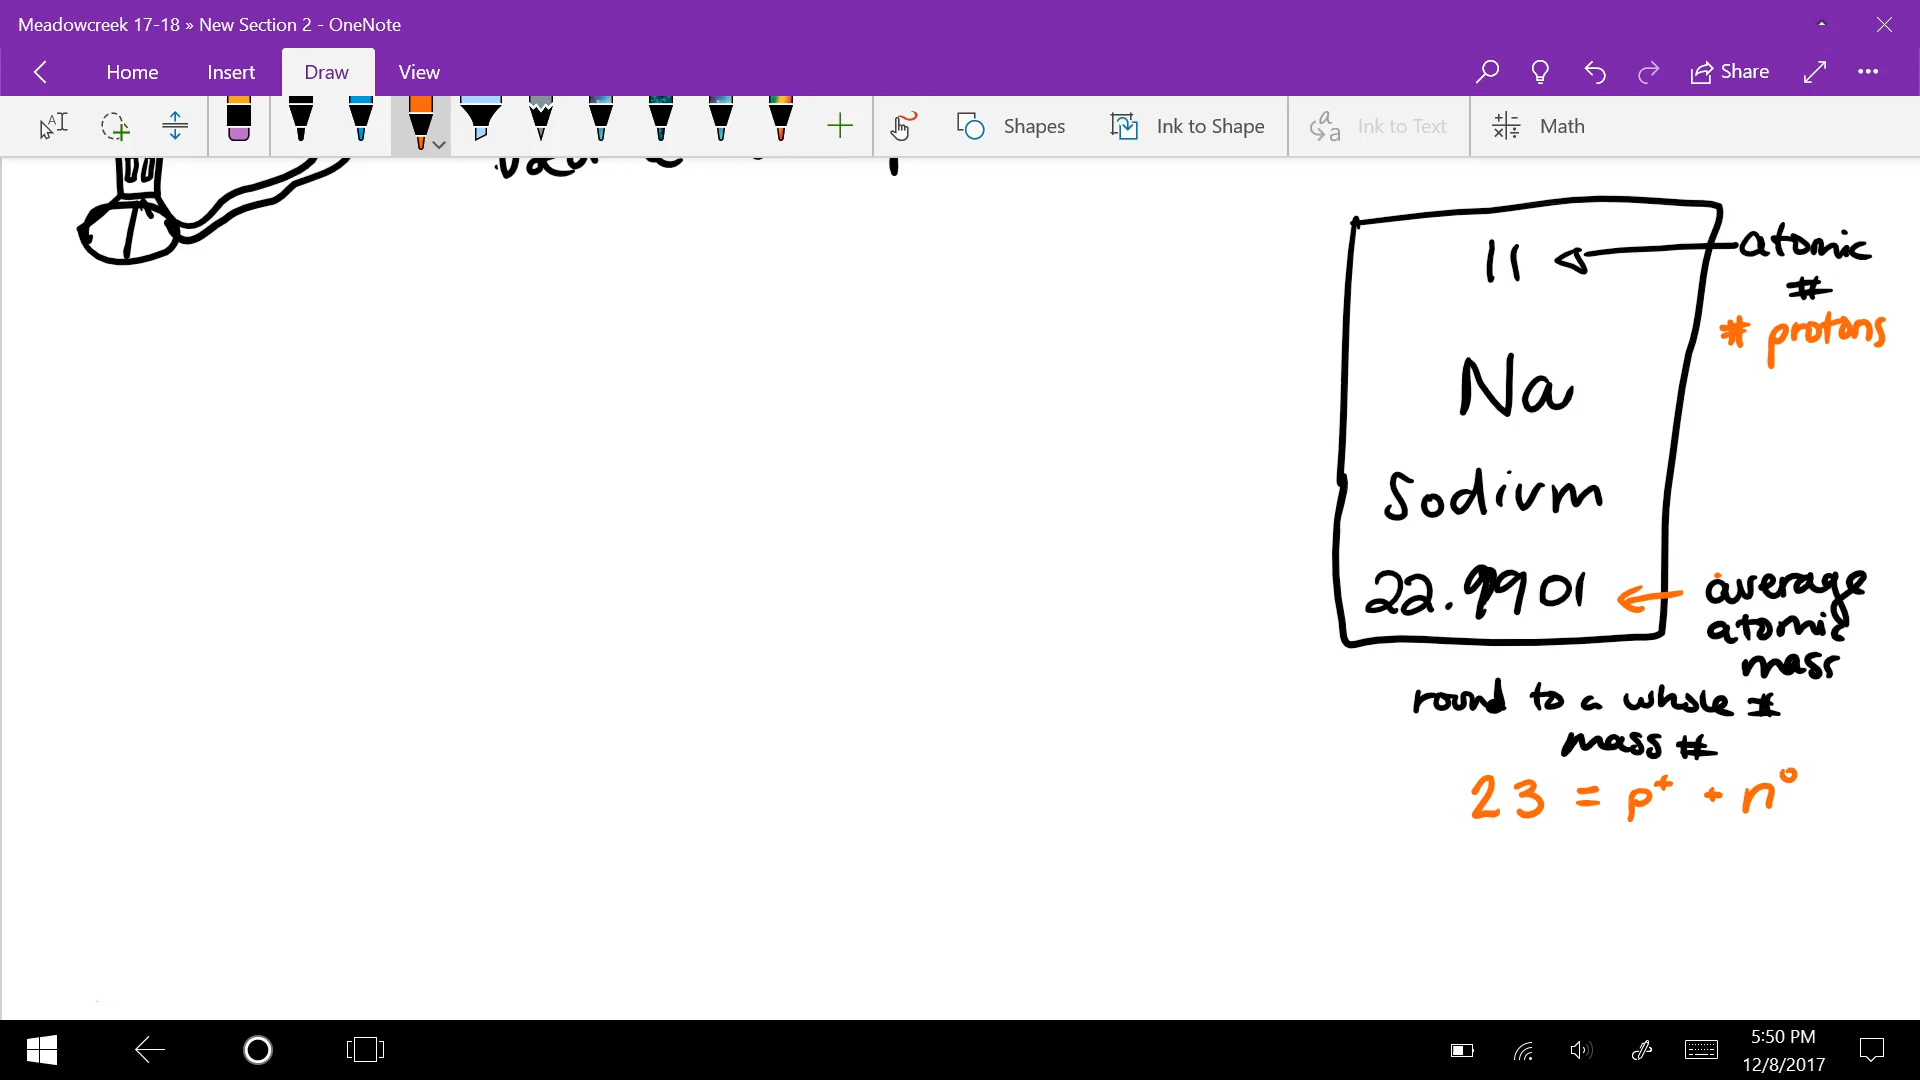 Meadowcreek 17-18 » New Section 2 - OneNote
Home Insert Draw View Share
Shapes Ink to Shape Ink to Text Math
11
atomic
#
# protons
Na
Sodium
22.9901
average
atomic
mass
round to a whole #
mass #
23 = p⁺ + n⁰
5:50 PM
12/8/2017